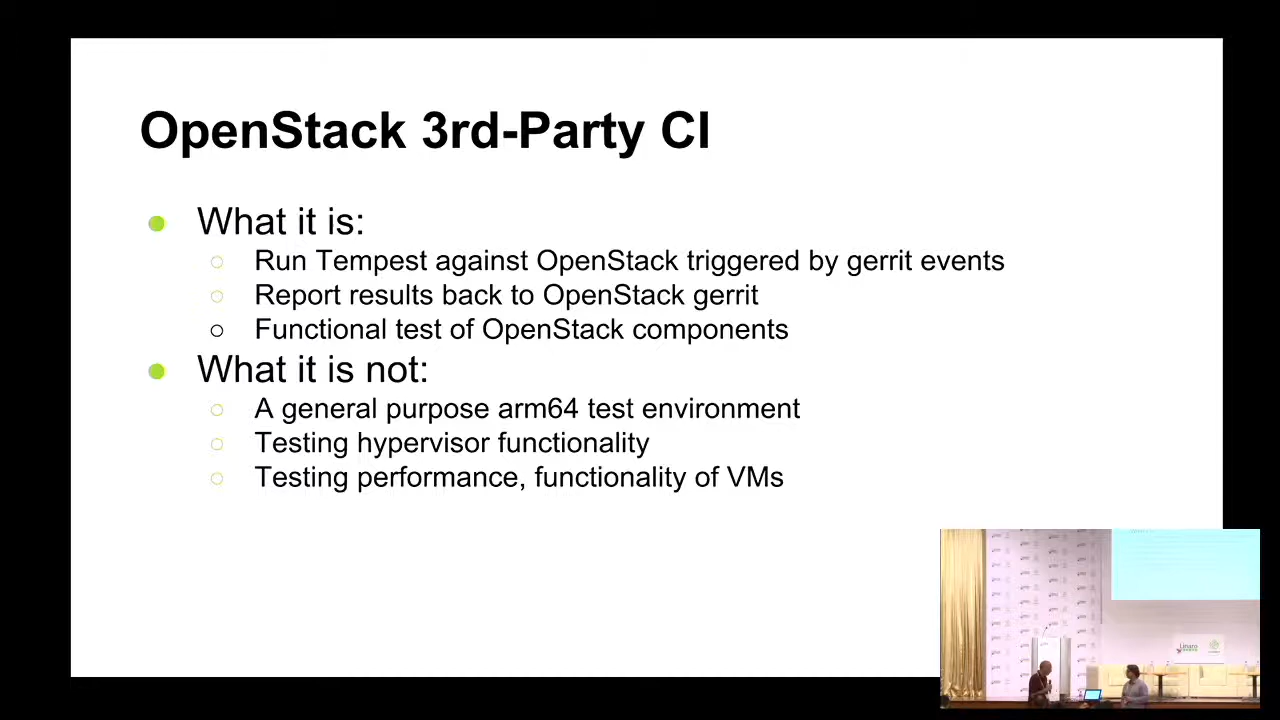 OpenStack 3rd-Party CI
What it is:
Run Tempest against OpenStack triggered by gerrit events
Report results back to OpenStack gerrit
Functional test of OpenStack components
What it is not:
A general purpose arm64 test environment
Testing hypervisor functionality
Testing performance, functionality of VMs
Linaro